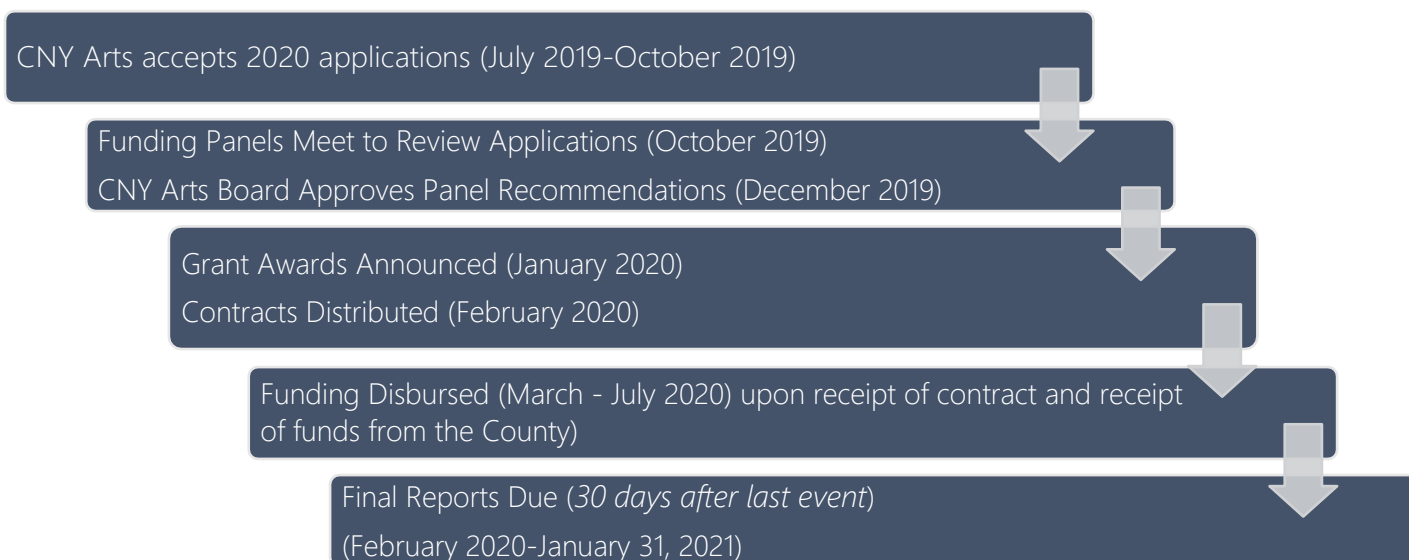 CNY Arts accepts 2020 applications (July 2019-October 2019)
Funding Panels Meet to Review Applications (October 2019)
CNY Arts Board Approves Panel Recommendations (December 2019)
Grant Awards Announced (January 2020)
Contracts Distributed (February 2020)
Funding Disbursed (March - July 2020) upon receipt of contract and receipt
of funds from the County)
Final Reports Due (30 days after last event)
(February 2020-January 31, 2021)